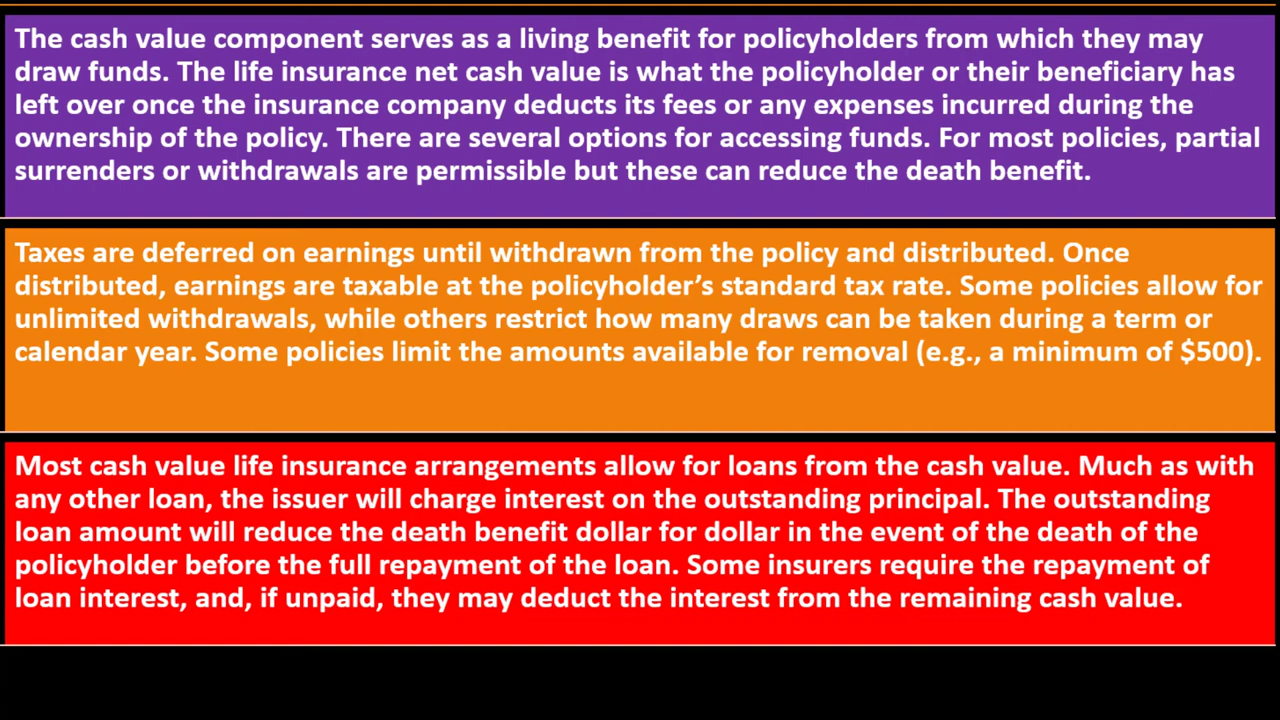 The cash value component serves as a living benefit for policyholders from which they may
draw funds. The life insurance net cash value is what the policyholder or their beneficiary has
left over once the insurance company deducts its fees or any expenses incurred during the
ownership of the policy. There are several options for accessing funds. For most policies, partial
surrenders or withdrawals are permissible but these can reduce the death benefit.
Taxes are deferred on earnings until withdrawn from the policy and distributed. Once
distributed, earnings are taxable at the policyholder’s standard tax rate. Some policies allow for
unlimited withdrawals, while others restrict how many draws can be taken during a term or
calendar year. Some policies limit the amounts available for removal (e.g., a minimum of $500).
Most cash value life insurance arrangements allow for loans from the cash value. Much as with
any other loan, the issuer will charge interest on the outstanding principal. The outstanding
loan amount will reduce the death benefit dollar for dollar in the event of the death of the
policyholder before the full repayment of the loan. Some insurers require the repayment of
loan interest, and, if unpaid, they may deduct the interest from the remaining cash value.